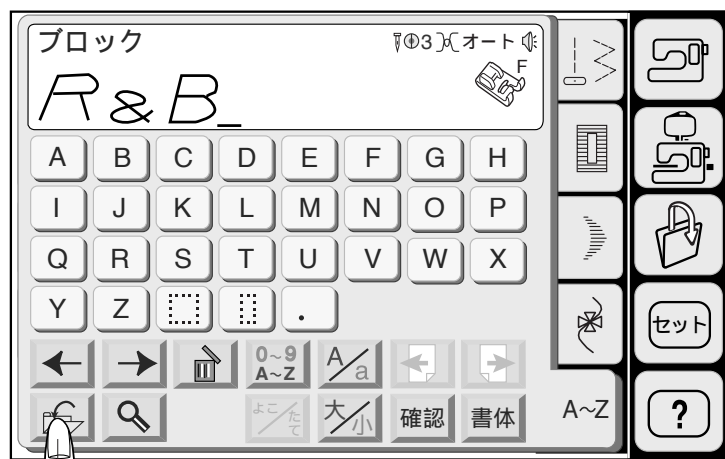 ブロック 3 オート
F
R&B_
A B C D E F G H
I J K L M N O P
Q R S T U V W X
Y Z .
0~9
A~Z
A/a
よこ/たて 大/小 確認 書体
A~Z
セット
?